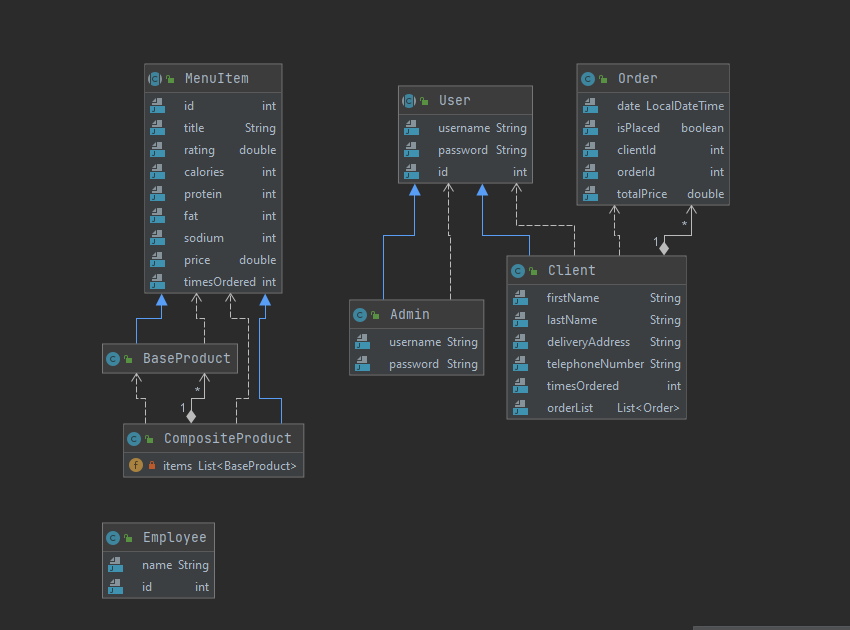 MenuItem
id int
title String
rating double
calories int
protein int
fat int
sodium int
price double
timesOrdered int
User
username String
password String
id int
Order
date LocalDateTime
isPlaced boolean
clientId int
orderId int
totalPrice double
*
1
Client
firstName String
lastName String
deliveryAddress String
telephoneNumber String
timesOrdered int
orderList List<Order>
Admin
username String
password String
BaseProduct
*
1
CompositeProduct
items List<BaseProduct>
Employee
name String
id int